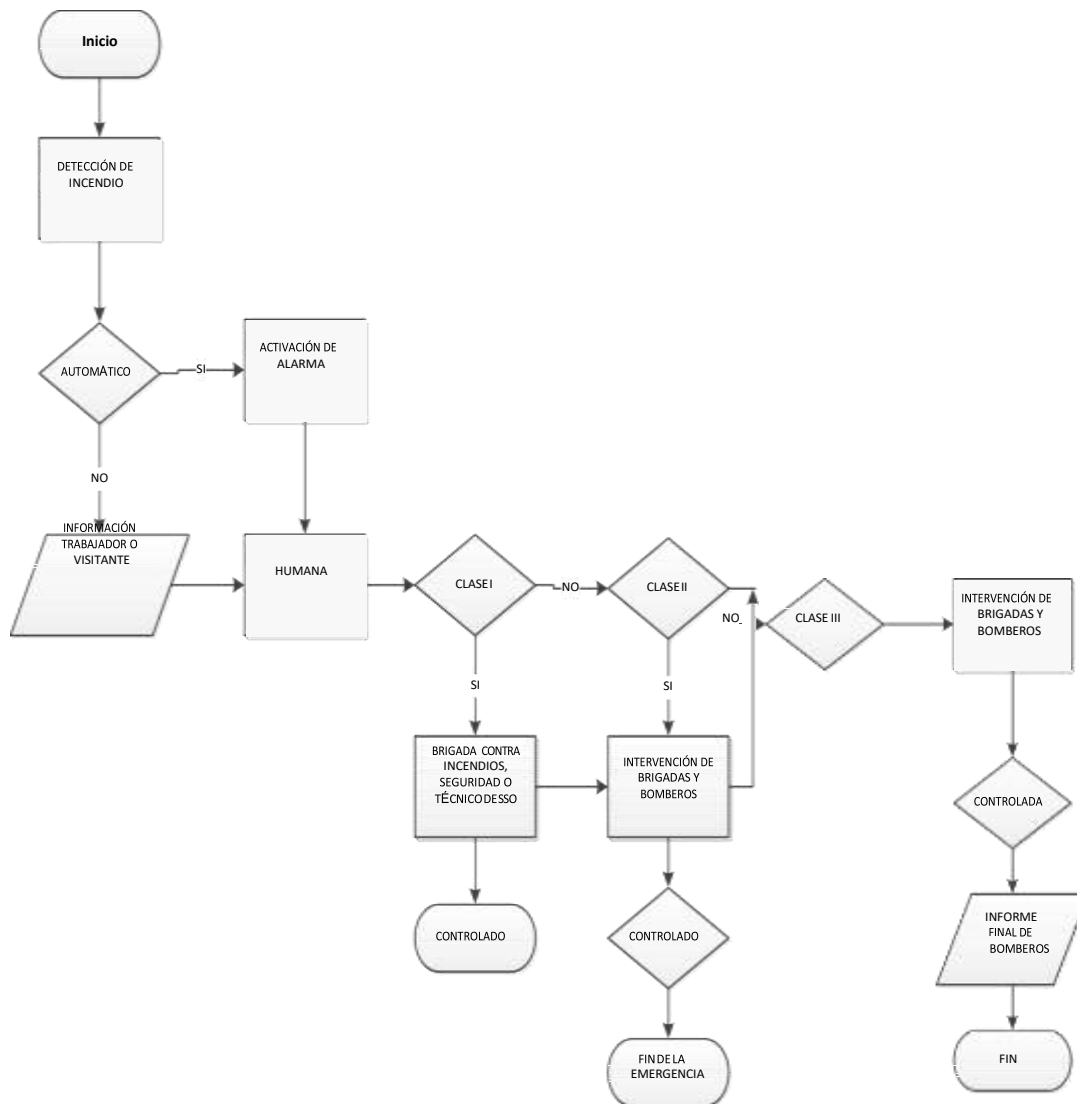 Inicio
DETECCIÓN DE
INCENDIO
AUTOMÁTICO
SI
ACTIVACIÓN DE
ALARMA
NO
INFORMACIÓN
TRABAJADOR O
VISITANTE
HUMANA
CLASE I
NO
CLASE II
NO
CLASE III
INTERVENCIÓN DE
BRIGADAS Y
BOMBEROS
SI
SI
BRIGADA CONTRA
INCENDIOS,
SEGURIDAD O
TÉCNICO DE SSO
INTERVENCIÓN DE
BRIGADAS Y
BOMBEROS
CONTROLADA
CONTROLADO
CONTROLADO
INFORME
FINAL DE
BOMBEROS
FIN DE LA
EMERGENCIA
FIN